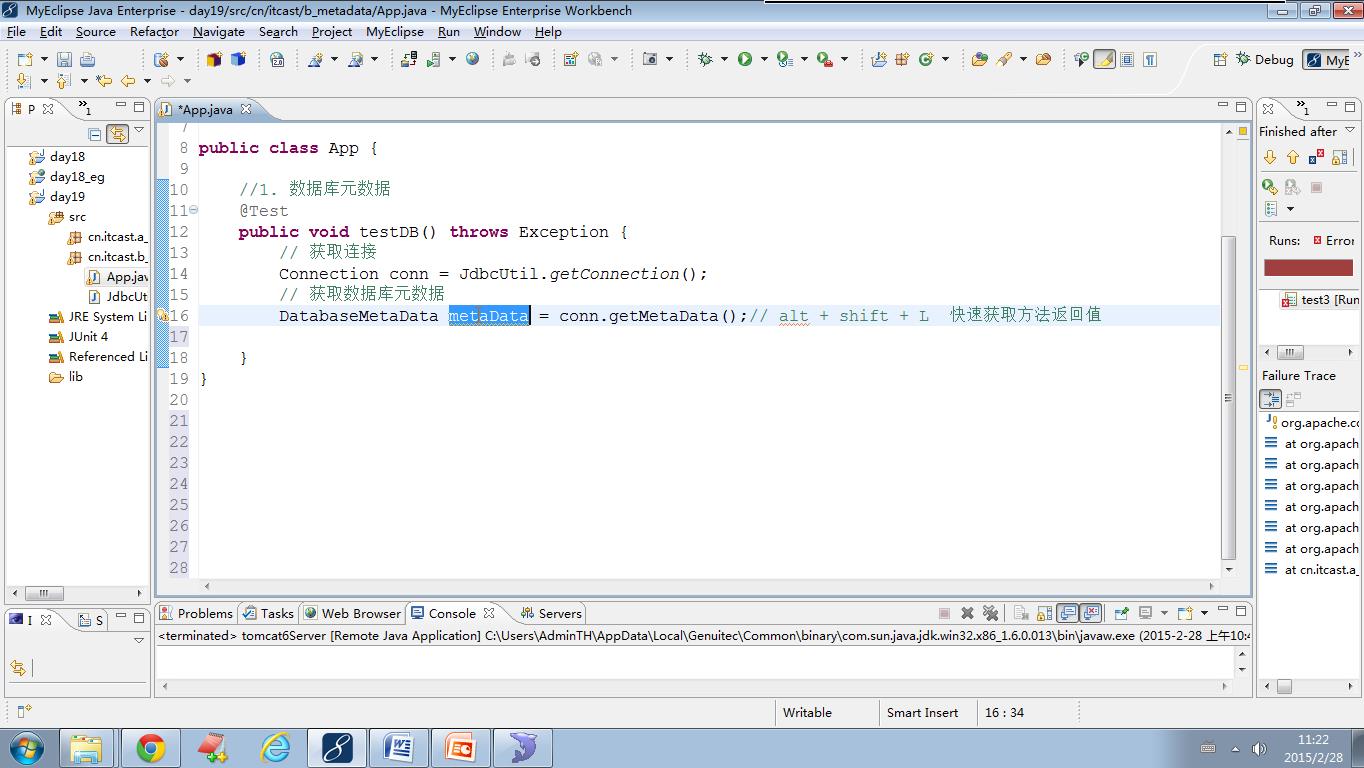 MyEclipse Java Enterprise - day19/src/cn/itcast/b_metadata/App.java - MyEclipse Enterprise Workbench
File Edit Source Refactor Navigate Search Project MyEclipse Run Window Help
Debug MyE
P
1
*App.java
1
day18
day18_eg
day19
src
cn.itcast.a_
cn.itcast.b_
App.jav
JdbcUt
JRE System Li
JUnit 4
Referenced Li
lib
7
8 public class App {
9
10 //1. 数据库元数据
11 @Test
12 public void testDB() throws Exception {
13 // 获取连接
14 Connection conn = JdbcUtil.getConnection();
15 // 获取数据库元数据
16 DatabaseMetaData metaData = conn.getMetaData();// alt + shift + L 快速获取方法返回值
17
18 }
19 }
20
21
22
23
24
25
26
27
28
Finished after
Runs: Error
test3 [Run
Failure Trace
org.apache.co
at org.apach
at org.apach
at org.apach
at org.apach
at org.apach
at org.apach
at cn.itcast.a_
I
S
Problems Tasks Web Browser Console Servers
<terminated> tomcat6Server [Remote Java Application] C:\Users\AdminTH\AppData\Local\Genuitec\Common\binary\com.sun.java.jdk.win32.x86_1.6.0.013\bin\javaw.exe (2015-2-28 上午10:4
Writable Smart Insert 16 : 34
11:22
2015/2/28